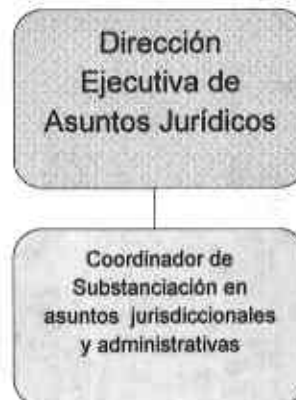 Dirección
Ejecutiva de
Asuntos Jurídicos
Coordinador de
Substanciación en
asuntos jurisdiccionales
y administrativas